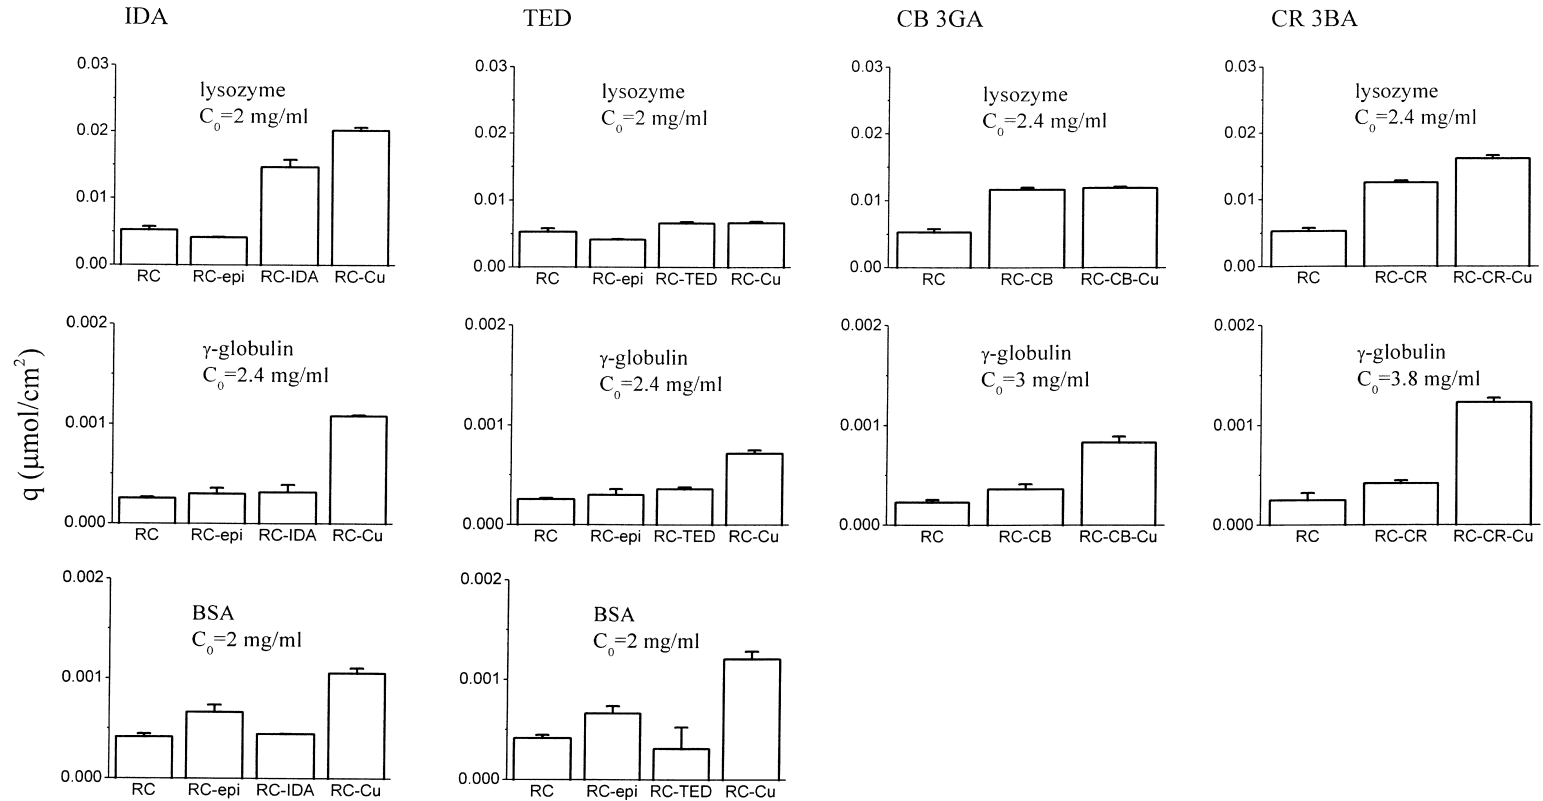 IDA
TED
CB 3GA
CR 3BA
q (μmol/cm²)
0.03
0.02
0.01
0.00
lysozyme
C₀=2 mg/ml
RC RC-epi RC-IDA RC-Cu
0.03
0.02
0.01
0.00
lysozyme
C₀=2 mg/ml
RC RC-epi RC-TED RC-Cu
0.03
0.02
0.01
0.00
lysozyme
C₀=2.4 mg/ml
RC RC-CB RC-CB-Cu
0.03
0.02
0.01
0.00
lysozyme
C₀=2.4 mg/ml
RC RC-CR RC-CR-Cu
0.002
0.001
0.000
γ-globulin
C₀=2.4 mg/ml
RC RC-epi RC-IDA RC-Cu
0.002
0.001
0.000
γ-globulin
C₀=2.4 mg/ml
RC RC-epi RC-TED RC-Cu
0.002
0.001
0.000
γ-globulin
C₀=3 mg/ml
RC RC-CB RC-CB-Cu
0.002
0.001
0.000
γ-globulin
C₀=3.8 mg/ml
RC RC-CR RC-CR-Cu
0.002
0.001
0.000
BSA
C₀=2 mg/ml
RC RC-epi RC-IDA RC-Cu
0.002
0.001
0.000
BSA
C₀=2 mg/ml
RC RC-epi RC-TED RC-Cu